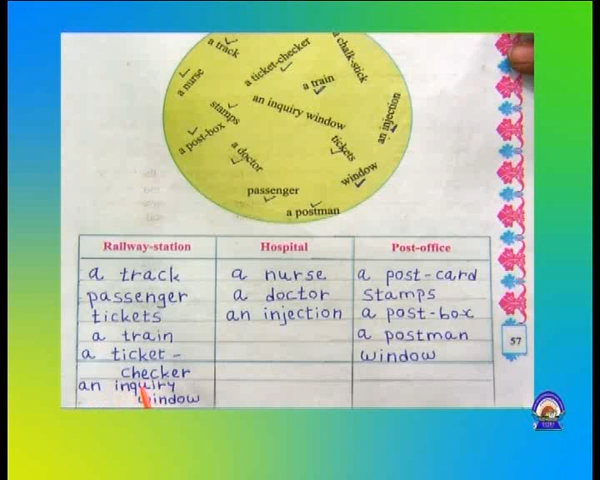 a track
a ticket-checker
a chalk-stick
a nurse
a train
stamps
an inquiry window
an injection
a post-box
a doctor
tickets
window
passenger
a postman
Railway-station Hospital Post-office
a track a nurse a post-card
passenger a doctor stamps
tickets an injection a post-box
a train a postman
a ticket- window
checker
an inquiry
window
57